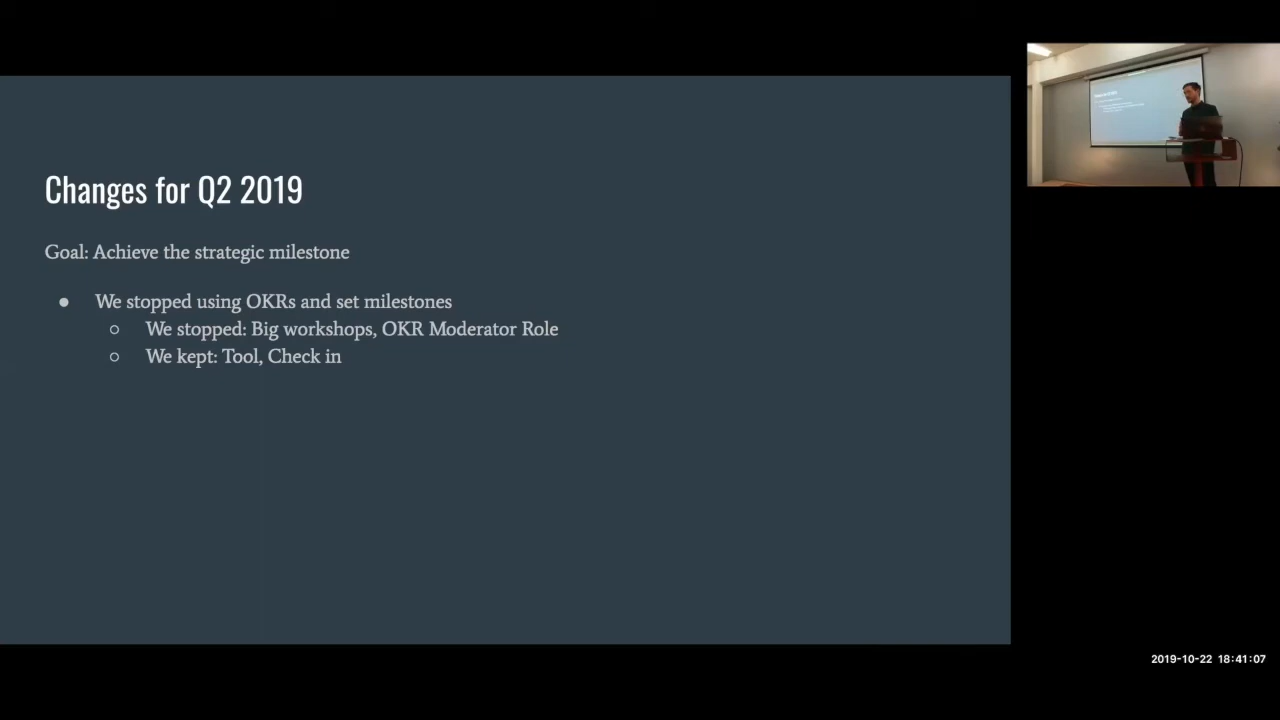 Changes for Q2 2019
Goal: Achieve the strategic milestone
● We stopped using OKRs and set milestones
○ We stopped: Big workshops, OKR Moderator Role
○ We kept: Tool, Check in
2019-10-22 18:41:07